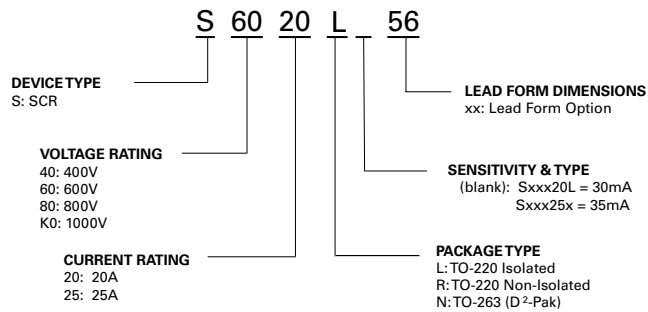 S 60 20 L _ 56
DEVICE TYPE
S: SCR
VOLTAGE RATING
40: 400V
60: 600V
80: 800V
K0: 1000V
CURRENT RATING
20: 20A
25: 25A
LEAD FORM DIMENSIONS
xx: Lead Form Option
SENSITIVITY & TYPE
(blank): Sxxx20L = 30mA
Sxxx25x = 35mA
PACKAGE TYPE
L: TO-220 Isolated
R: TO-220 Non-Isolated
N: TO-263 (D²-Pak)